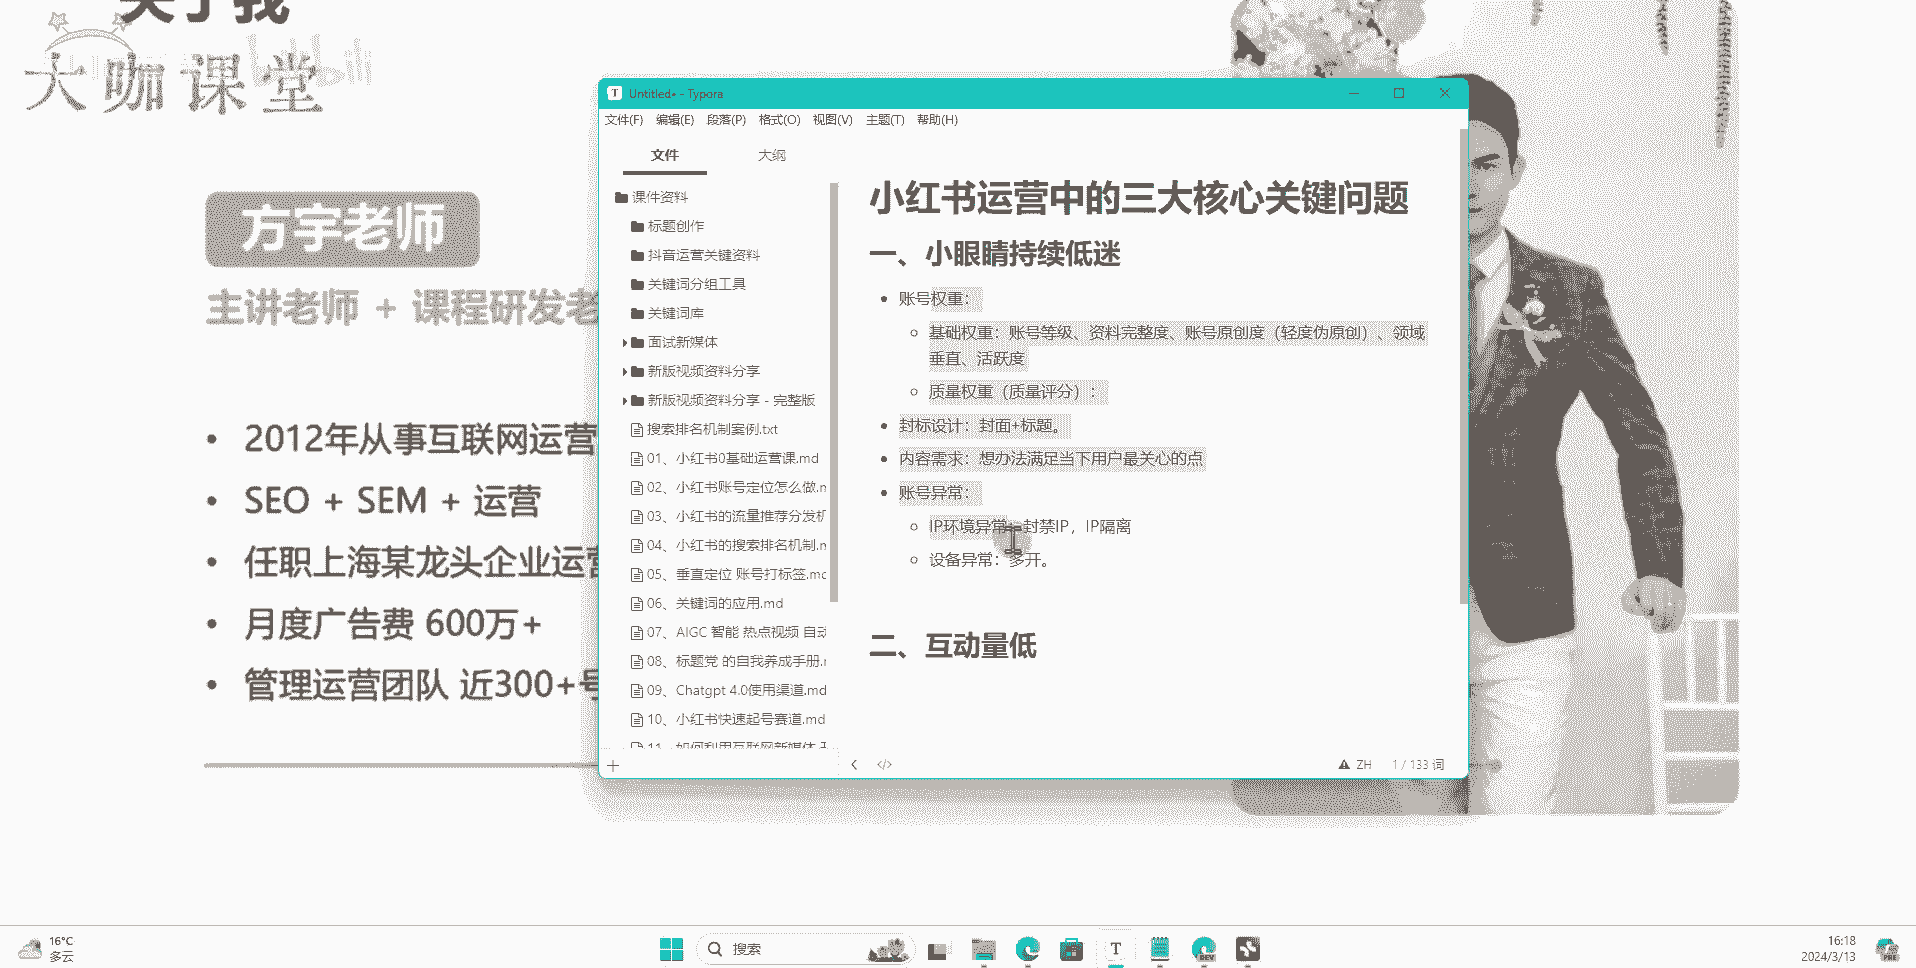 关于我
大咖课堂
bilibili
方宇老师
主讲老师 + 课程研发老
2012年从事互联网运营
SEO + SEM + 运营
任职上海某龙头企业运营
月度广告费 600万+
管理运营团队 近300+号
Untitled• - Typora
文件(F) 编辑(E) 段落(P) 格式(O) 视图(V) 主题(T) 帮助(H)
文件 大纲
课件资料
标题创作
抖音运营关键资料
关键词分组工具
关键词库
面试新媒体
新版视频资料分享
新版视频资料分享 - 完整版
搜索排名机制案例.txt
01、小红书0基础运营课.md
02、小红书账号定位怎么做.m
03、小红书的流量推荐分发机
04、小红书的搜索排名机制.m
05、垂直定位 账号打标签.md
06、关键词的应用.md
07、AIGC 智能 热点视频 自动
08、标题党 的自我养成手册.m
09、Chatgpt 4.0使用渠道.md
10、小红书快速起号赛道.md
11、如何利用互联网新媒体
小红书运营中的三大核心关键问题
一、小眼睛持续低迷
账号权重：
基础权重：账号等级、资料完整度、账号原创度（轻度伪原创）、领域
垂直、活跃度
质量权重（质量评分）：
封标设计：封面+标题。
内容需求：想办法满足当下用户最关心的点
账号异常：
IP环境异常：封禁IP，IP隔离
设备异常：多开。
二、互动量低
ZH 1 / 133 词
16°C
多云
搜索
T
DEV
16:18
2024/3/13
PRE